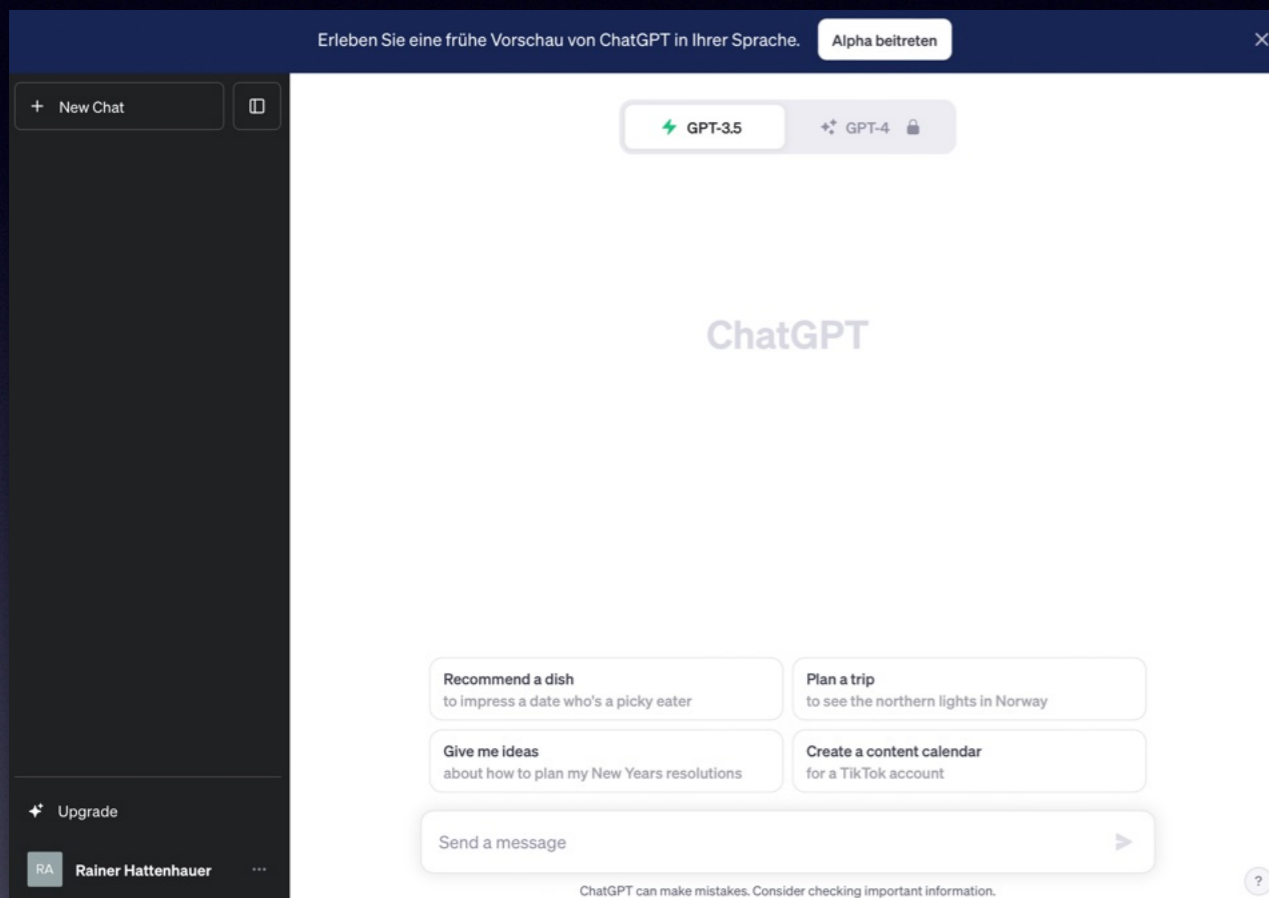 Erleben Sie eine frühe Vorschau von ChatGPT in Ihrer Sprache. Alpha beitreten
+ New Chat
GPT-3.5 GPT-4
ChatGPT
Recommend a dish
to impress a date who's a picky eater
Plan a trip
to see the northern lights in Norway
Give me ideas
about how to plan my New Years resolutions
Create a content calendar
for a TikTok account
Upgrade
Send a message
RA Rainer Hattenhauer ...
ChatGPT can make mistakes. Consider checking important information.
?